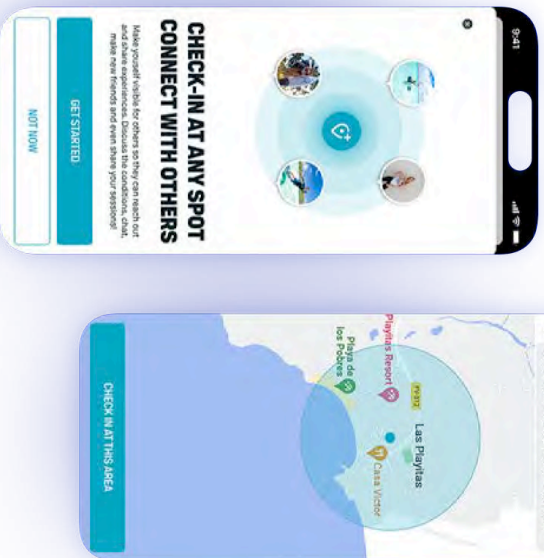 9:41
CHECK-IN AT ANY SPOT
CONNECT WITH OTHERS
Make youself visible for others so they can reach out
and share experiences. Discuss the conditions, chat,
make new friends and even share your sessions!
GET STARTED
NOT NOW
FV-512
Las Playitas
Playitas Resort
Casa Victor
Playa de
los Pobres
CHECK IN AT THIS AREA